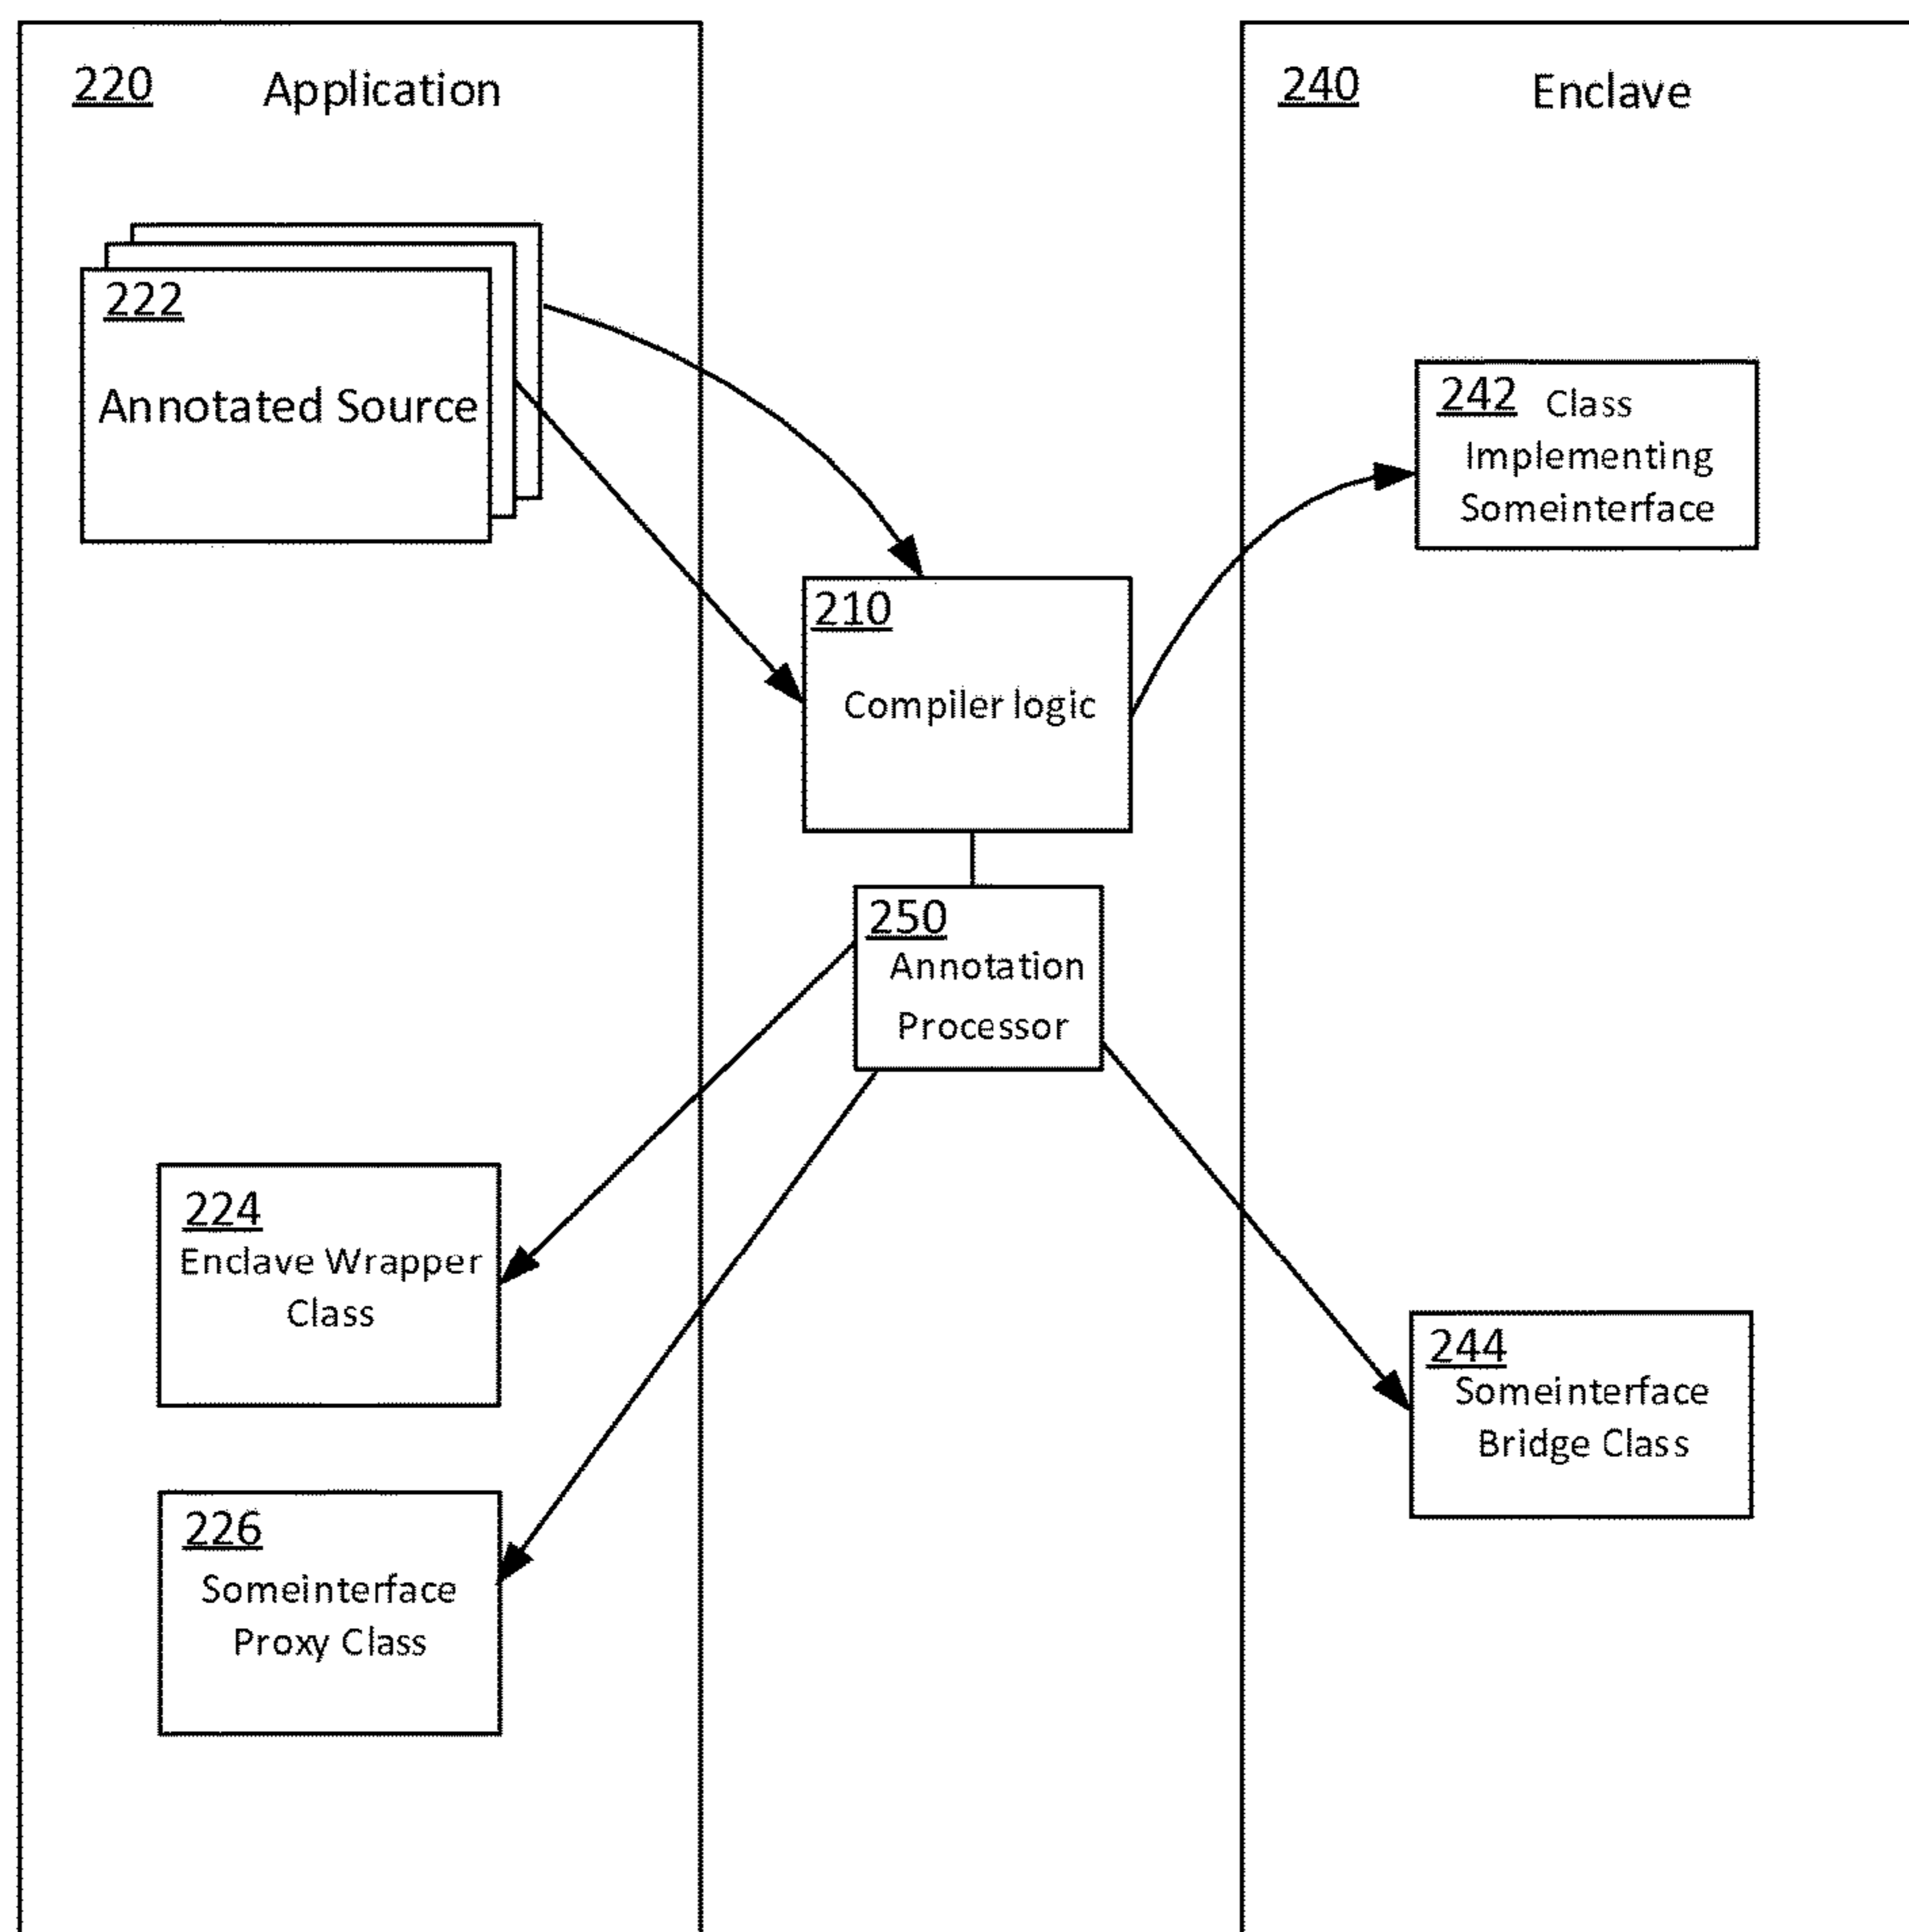 220 Application
240 Enclave
222
Annotated Source
242 Class
Implementing
Someinterface
210
Compiler logic
250
Annotation
Processor
224
Enclave Wrapper
Class
244
Someinterface
Bridge Class
226
Someinterface
Proxy Class